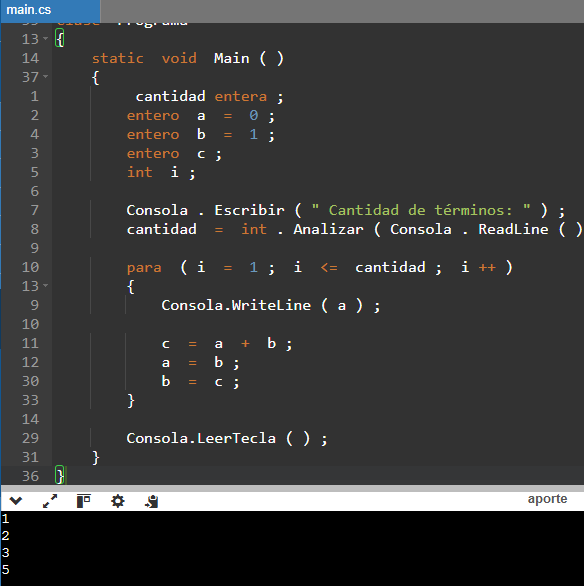 main.cs
13 {
14 static void Main ( )
37 {
1 cantidad entera ;
2 entero a = 0 ;
4 entero b = 1 ;
3 entero c ;
5 int i ;
6
7 Consola . Escribir ( " Cantidad de términos: " ) ;
8 cantidad = int . Analizar ( Consola . ReadLine ( )
9
10 para ( i = 1 ; i <= cantidad ; i ++ )
13 {
9 Consola.WriteLine ( a ) ;
10
11 c = a + b ;
12 a = b ;
30 b = c ;
33 }
14
29 Consola.LeerTecla ( ) ;
31 }
36 }
aporte
1
2
3
5